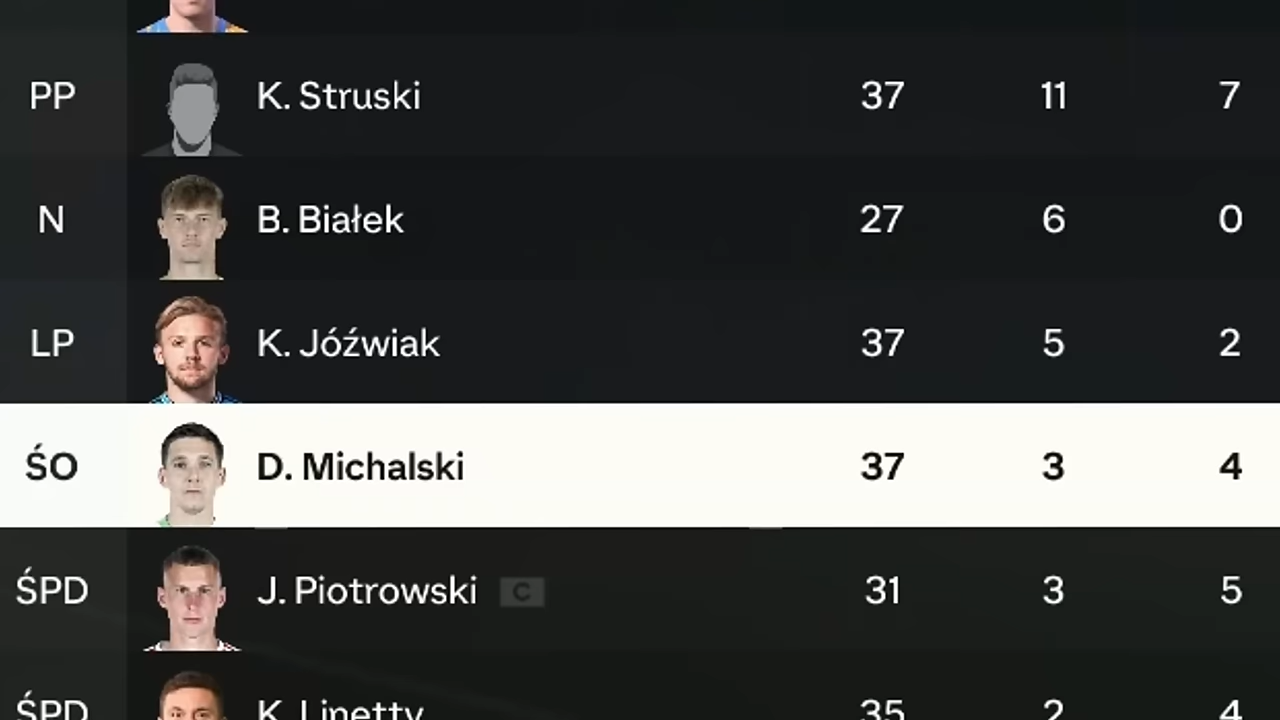 PP K. Struski 37 11 7
N B. Białek 27 6 0
LP K. Jóźwiak 37 5 2
ŚO D. Michalski 37 3 4
ŚPD J. Piotrowski C 31 3 5
ŚPD K. Linetty 35 2 4